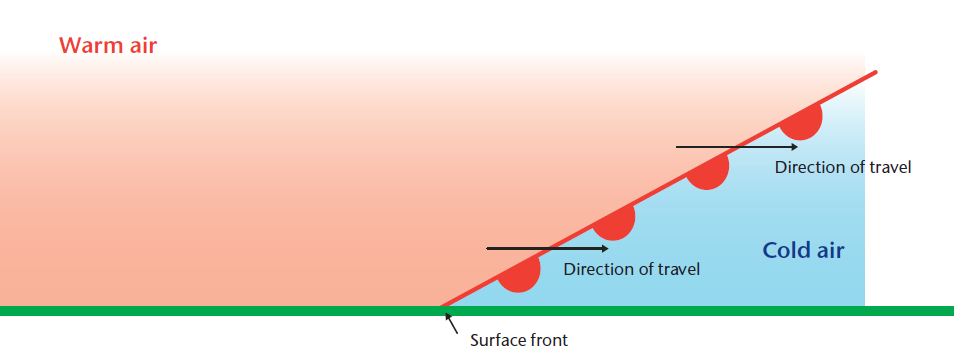 Warm air
Direction of travel
Cold air
Direction of travel
Surface front